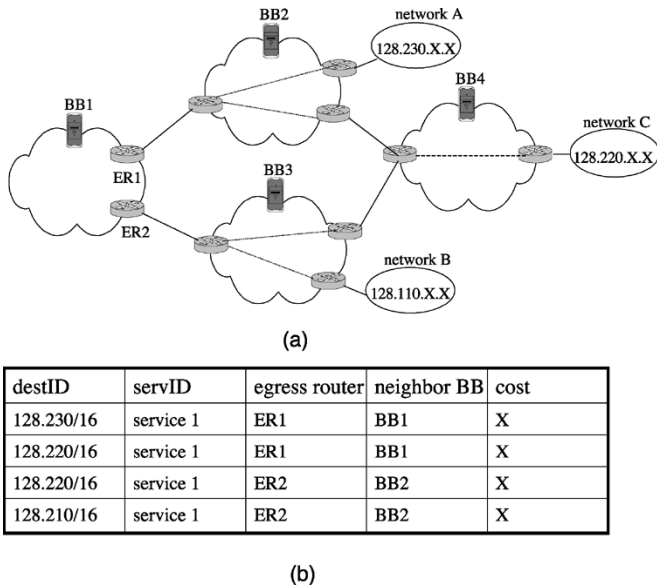 BB2
network A
128.230.X.X
BB1
BB4
network C
128.220.X.X
ER1
BB3
ER2
network B
128.110.X.X
(a)
destID servID egress router neighbor BB cost
128.230/16 service 1 ER1 BB1 X
128.220/16 service 1 ER1 BB1 X
128.220/16 service 1 ER2 BB2 X
128.210/16 service 1 ER2 BB2 X
(b)